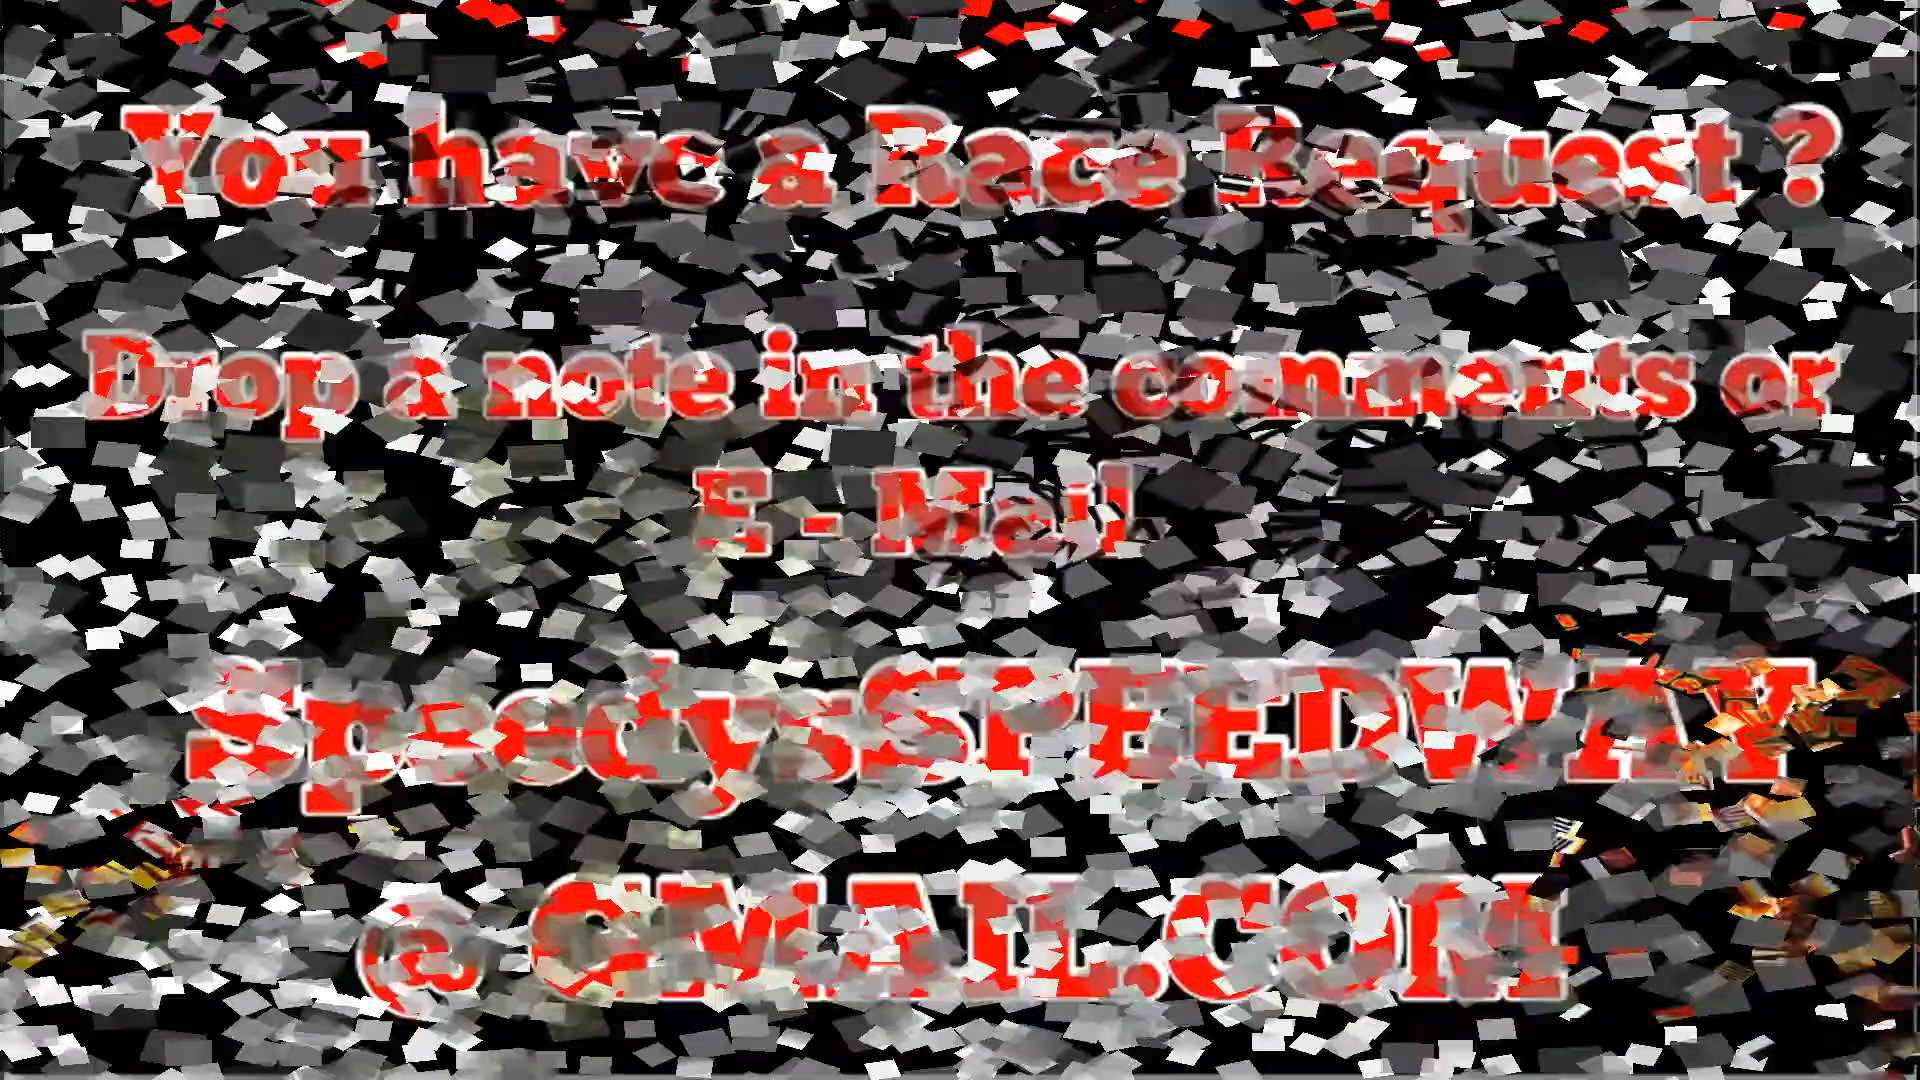 You have a Race Request ?
Drop a note in the comments or
E - Mail
SpeedysSPEEDWAY
@ GMAIL.COM